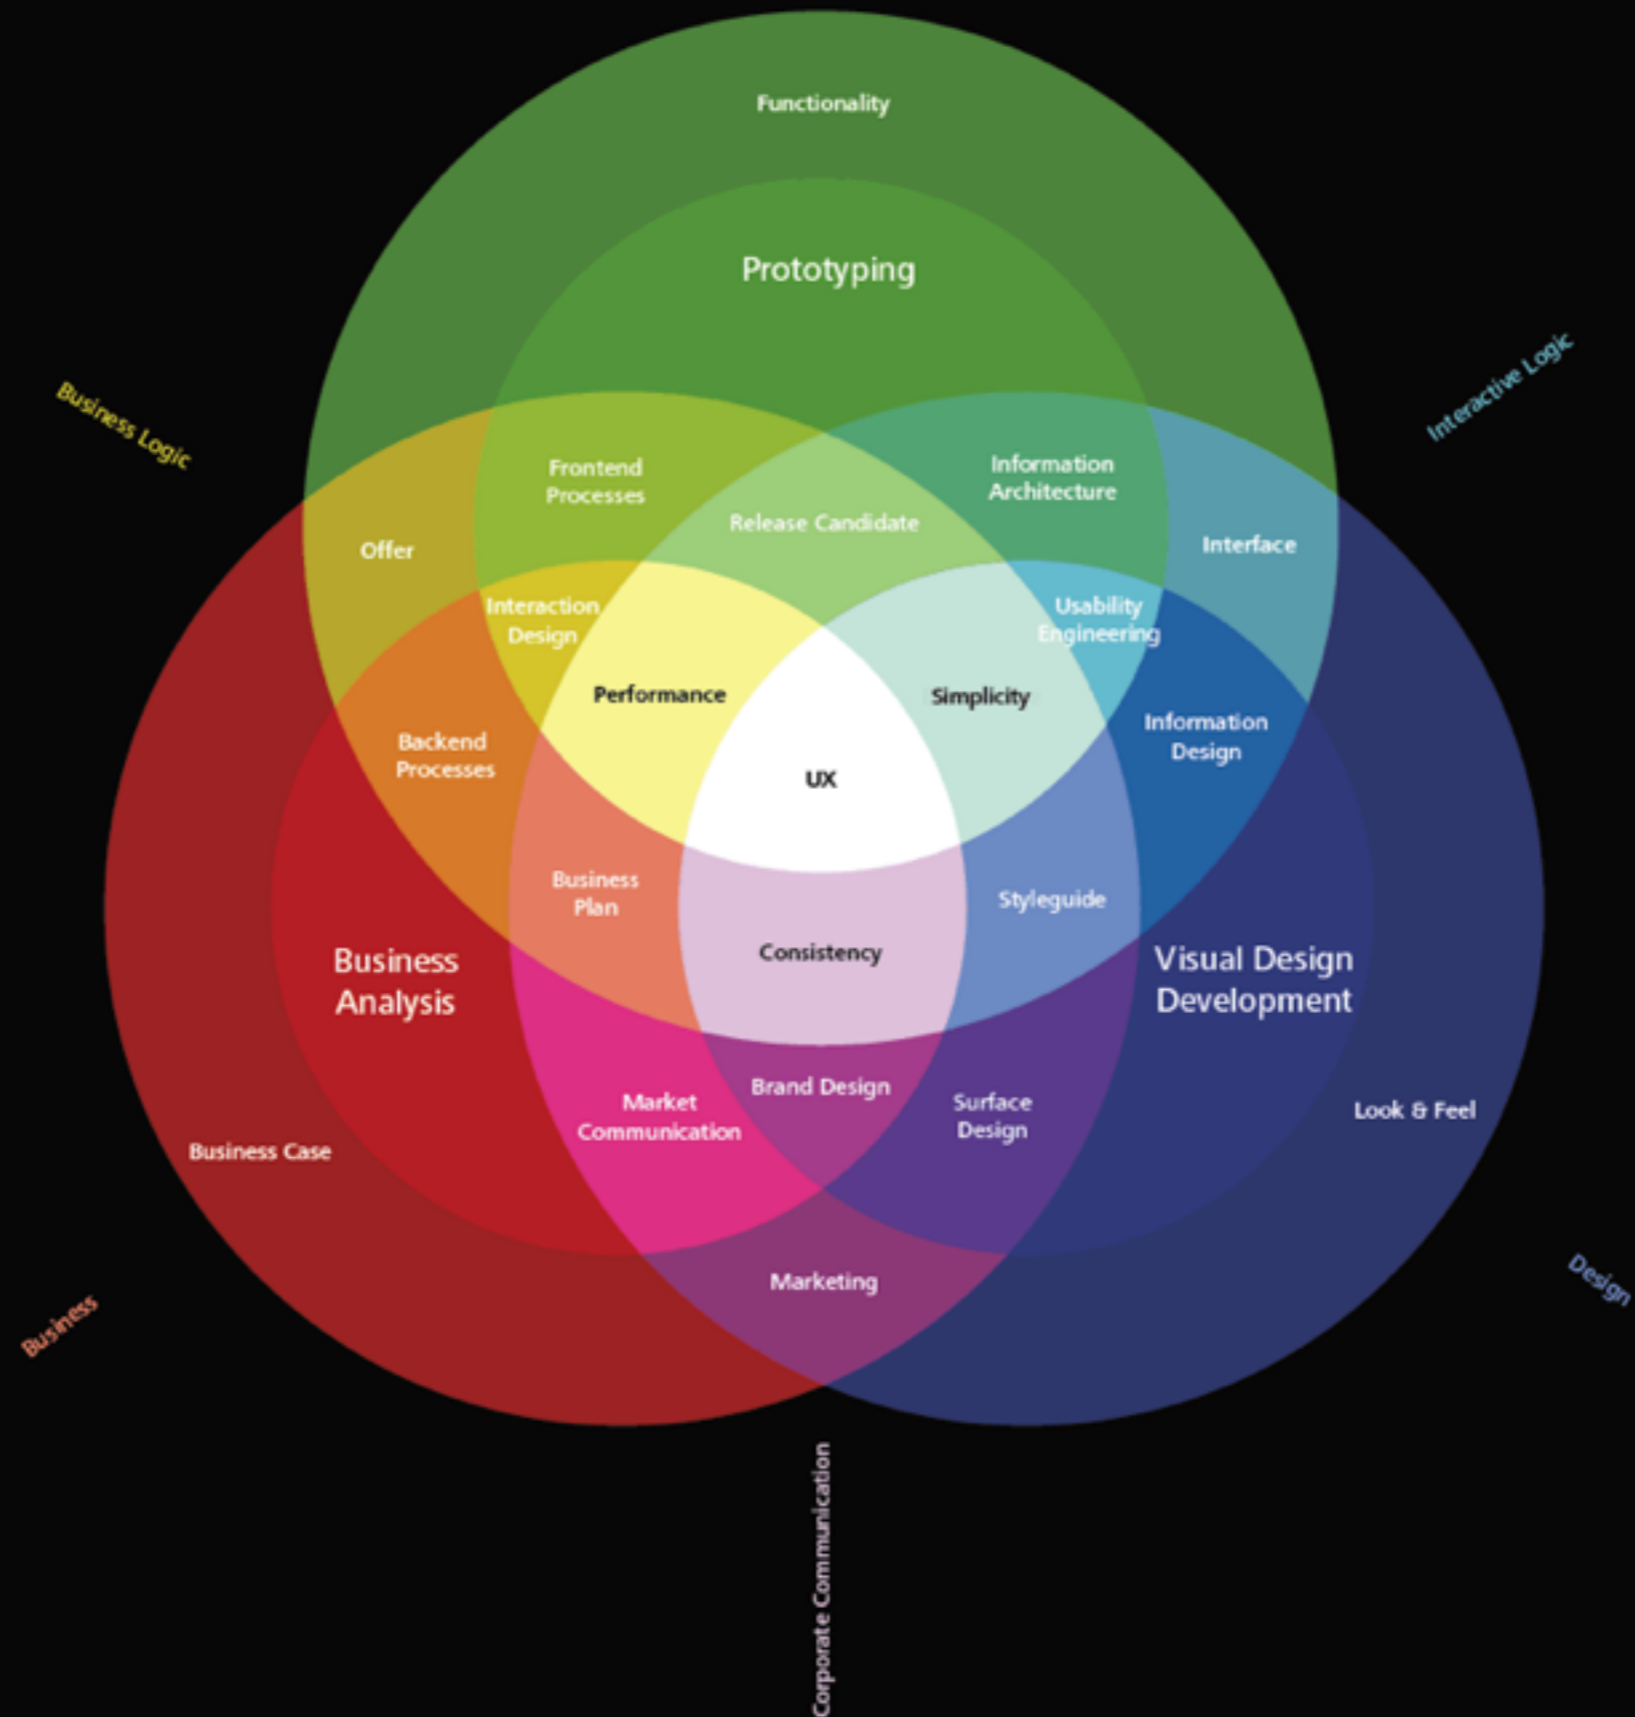 Functionality
Prototyping
Business Logic
Interactive Logic
Frontend
Processes
Information
Architecture
Release Candidate
Offer
Interface
Interaction
Design
Usability
Engineering
Performance
Simplicity
Backend
Processes
Information
Design
UX
Business
Plan
Styleguide
Consistency
Business
Analysis
Visual Design
Development
Brand Design
Market
Communication
Surface
Design
Look & Feel
Business Case
Marketing
Business
Design
Corporate Communication